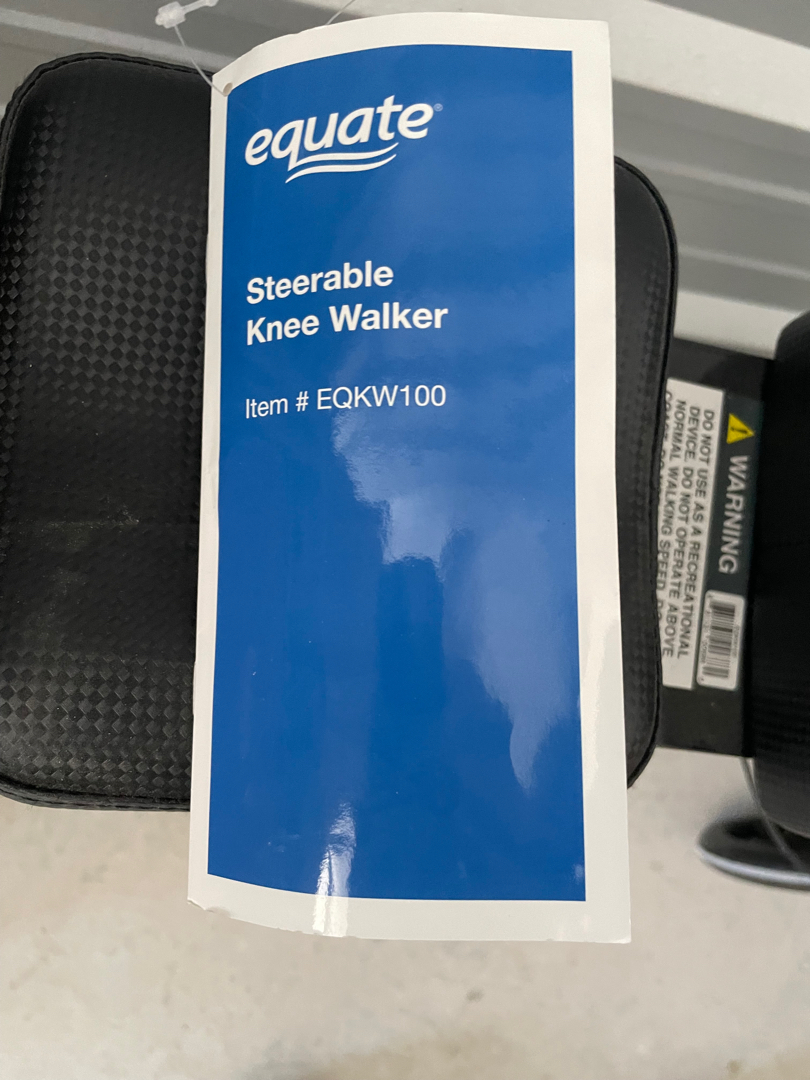 equate®
Steerable
Knee Walker
Item # EQKW100
WARNING
DO NOT USE AS A RECREATIONAL
DEVICE. DO NOT OPERATE ABOVE
NORMAL WALKING SPEED.